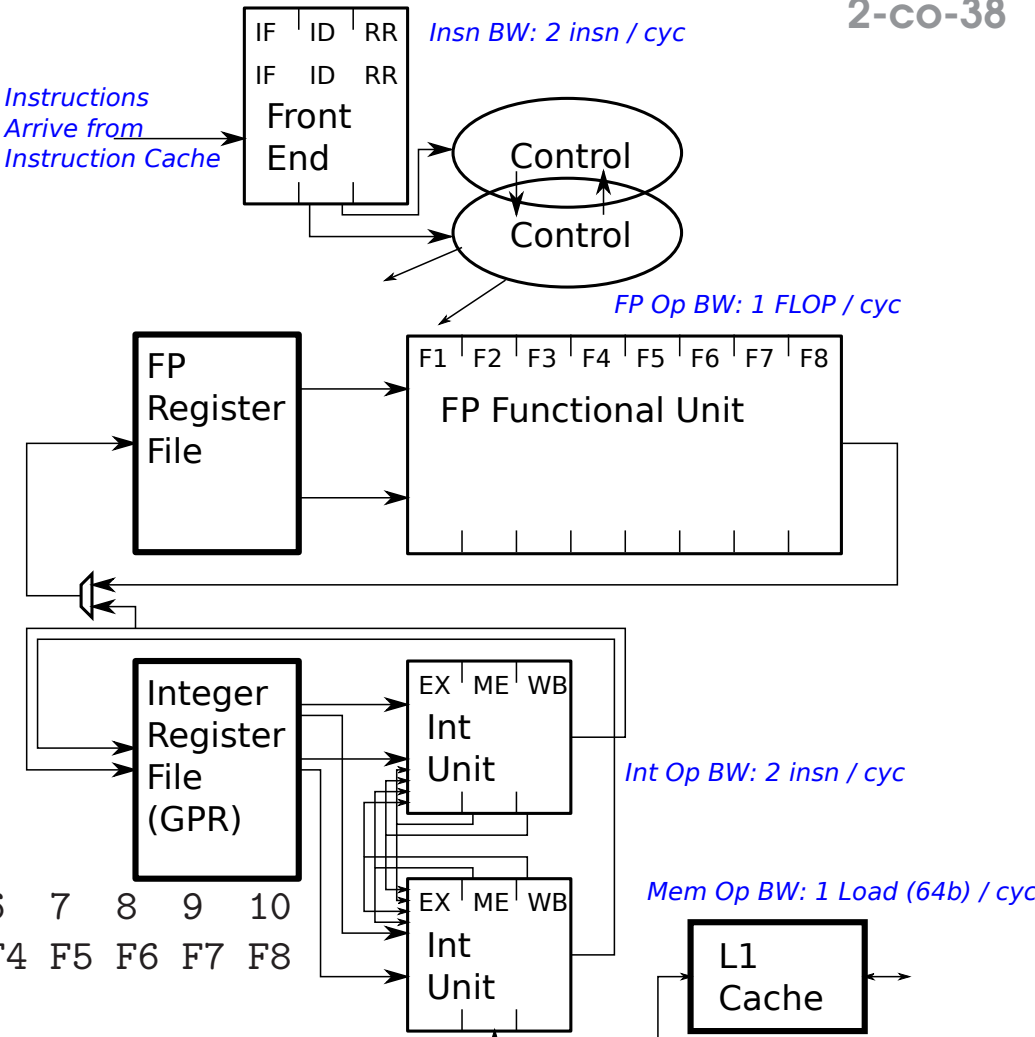 2-co-38
IF ID RR
Insn BW: 2 insn / cyc
IF ID RR
Front
End
Instructions
Arrive from
Instruction Cache
Control
Control
FP Op BW: 1 FLOP / cyc
FP
Register
File
F1 F2 F3 F4 F5 F6 F7 F8
FP Functional Unit
Integer
Register
File
(GPR)
EX ME WB
Int
Unit
Int Op BW: 2 insn / cyc
EX ME WB
Int
Unit
Mem Op BW: 1 Load (64b) / cyc
7 8 9 10
F5 F6 F7 F8
L1
Cache